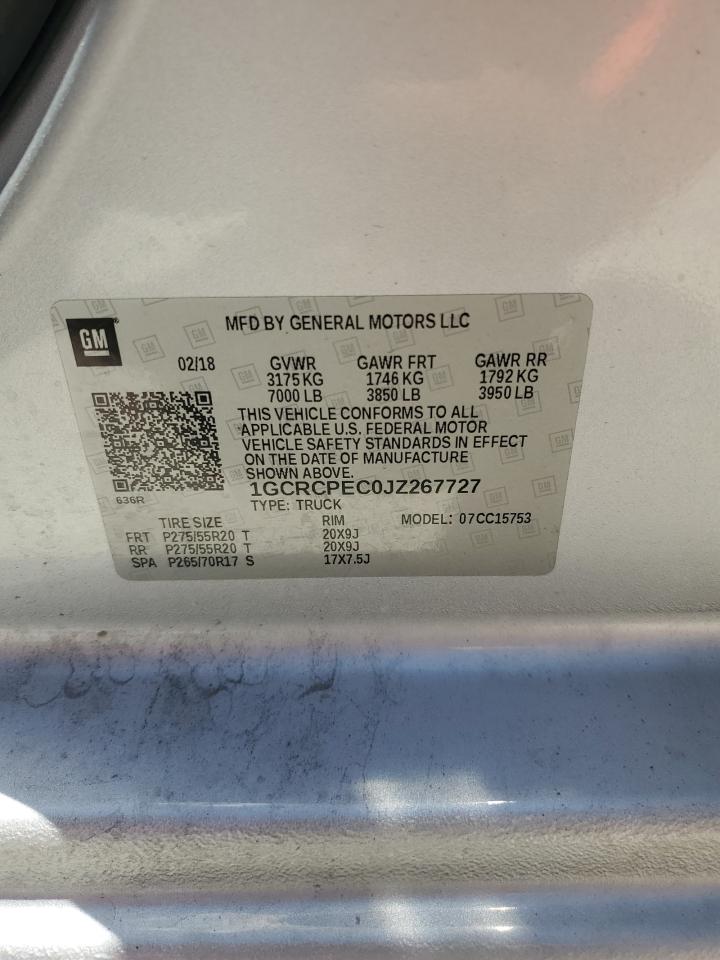 GM
MFD BY GENERAL MOTORS LLC
02/18 GVWR GAWR FRT GAWR RR
3175 KG 1746 KG 1792 KG
7000 LB 3850 LB 3950 LB
THIS VEHICLE CONFORMS TO ALL
APPLICABLE U.S. FEDERAL MOTOR
VEHICLE SAFETY STANDARDS IN EFFECT
ON THE DATE OF MANUFACTURE
SHOWN ABOVE.
636R
1GCRCPEC0JZ267727
TYPE: TRUCK
TIRE SIZE RIM MODEL: 07CC15753
FRT P275/55R20 T 20X9J
RR P275/55R20 T 20X9J
SPA P265/70R17 S 17X7.5J